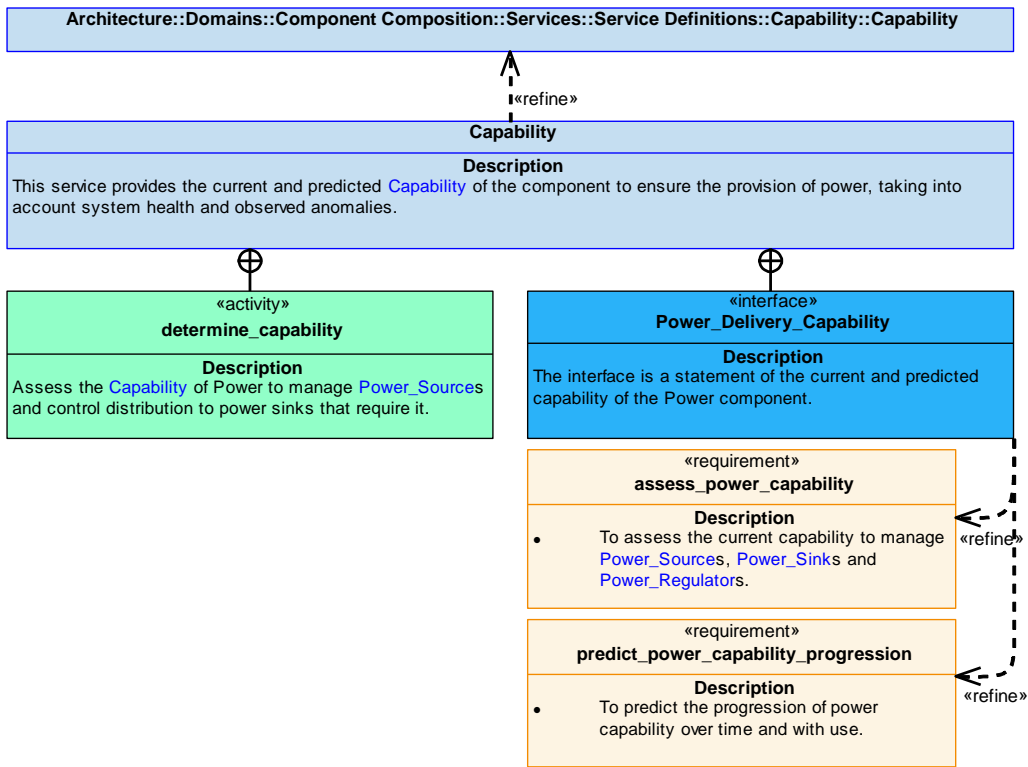 Architecture::Domains::Component Composition::Services::Service Definitions::Capability::Capability
«refine»
Capability
Description
This service provides the current and predicted Capability of the component to ensure the provision of power, taking into
account system health and observed anomalies.
«activity»
determine_capability
Description
Assess the Capability of Power to manage Power_Sources
and control distribution to power sinks that require it.
«interface»
Power_Delivery_Capability
Description
The interface is a statement of the current and predicted
capability of the Power component.
«requirement»
assess_power_capability
Description
• To assess the current capability to manage
Power_Sources, Power_Sinks and
Power_Regulators.
«refine»
«requirement»
predict_power_capability_progression
Description
• To predict the progression of power
capability over time and with use.
«refine»